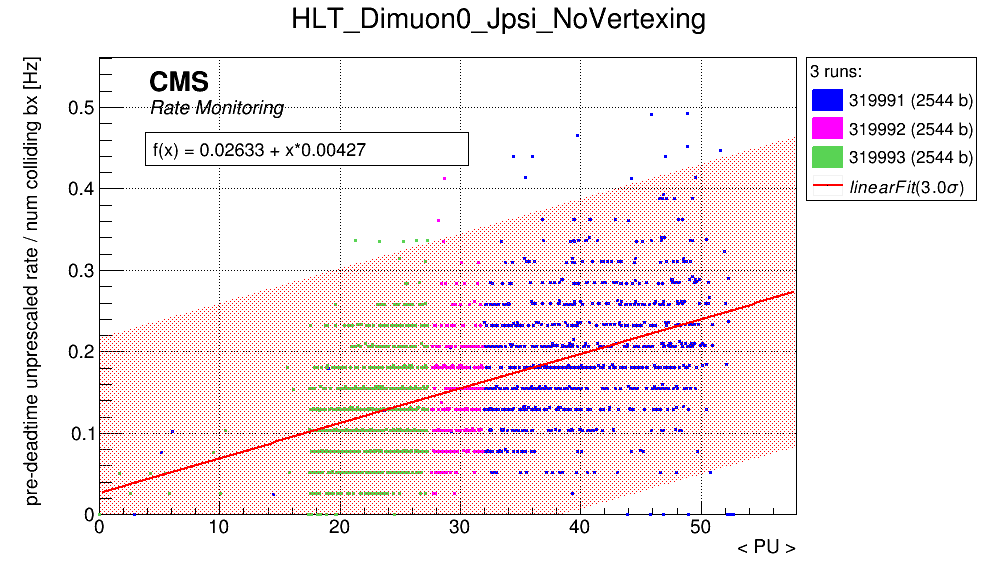 HLT_Dimuon0_Jpsi_NoVertexing
pre-deadtime unprescaled rate / num colliding bx [Hz]
CMS
Rate Monitoring
f(x) = 0.02633 + x*0.00427
3 runs:
319991 (2544 b)
319992 (2544 b)
319993 (2544 b)
linearFit(3.0σ)
0.5
0.4
0.3
0.2
0.1
0
0 10 20 30 40 50
< PU >